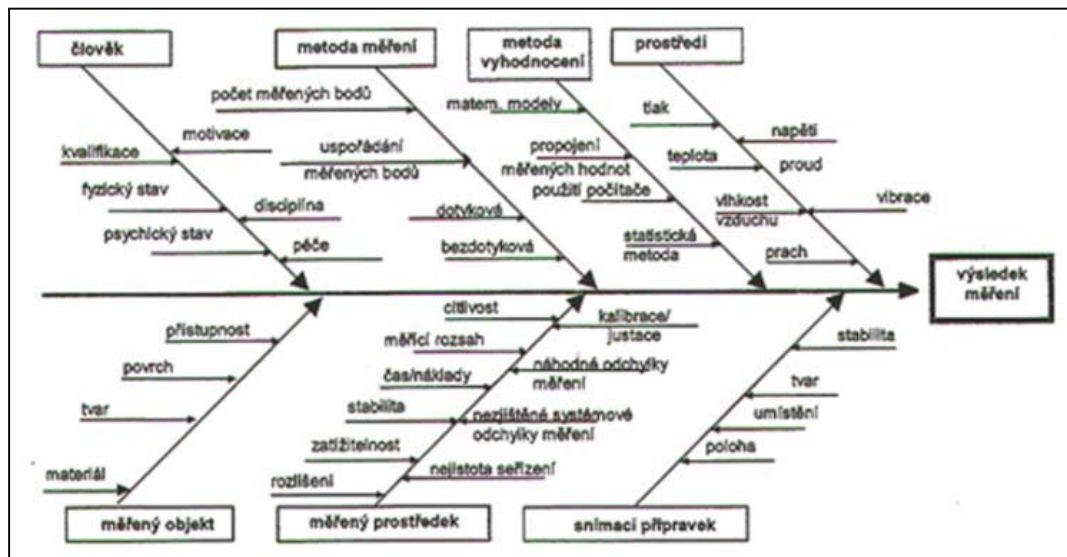 člověk
metoda měření
metoda
vyhodnocení
prostředí
počet měřených bodů
matem. modely
tlak
motivace
napětí
kvalifikace
uspořádání
měřených bodů
propojení
měřených hodnot
teplota
proud
fyzický stav
použití počítače
disciplína
dotyková
vlhkost
vzduchu
vibrace
psychický stav
péče
bezdotyková
statistická
metoda
prach
výsledek
měření
citlivost
kalibrace/
justace
přístupnost
měřící rozsah
stabilita
povrch
náhodné odchylky
měření
čas/náklady
tvar
tvar
stabilita
nezjištěné systémové
odchylky měření
umístění
zatížitelnost
poloha
materiál
nejistota seřízení
rozlišení
měřený objekt
měřený prostředek
snímací přípravek